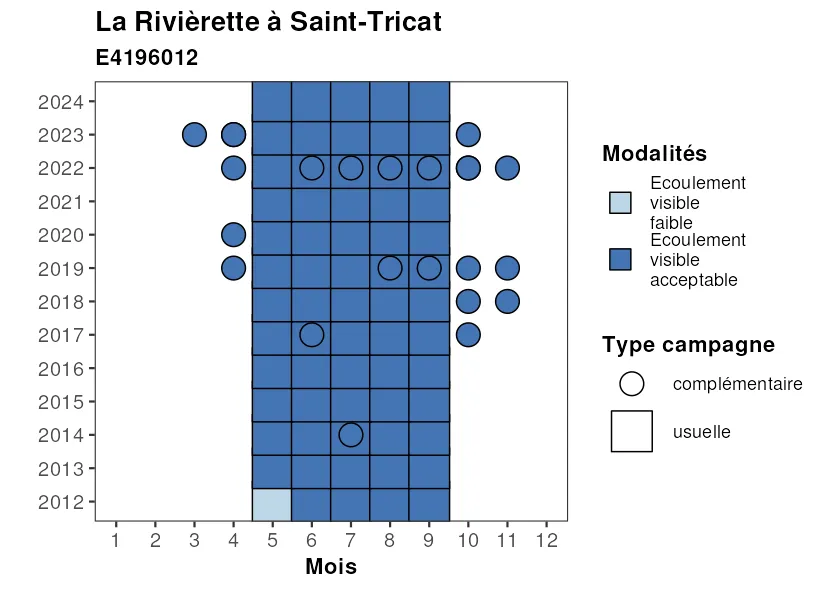 La Rivièrette à Saint-Tricat
E4196012
2024
2023
2022
2021
2020
2019
2018
2017
2016
2015
2014
2013
2012
1 2 3 4 5 6 7 8 9 10 11 12
Mois
Modalités
Ecoulement
visible
faible
Ecoulement
visible
acceptable
Type campagne
complémentaire
usuelle